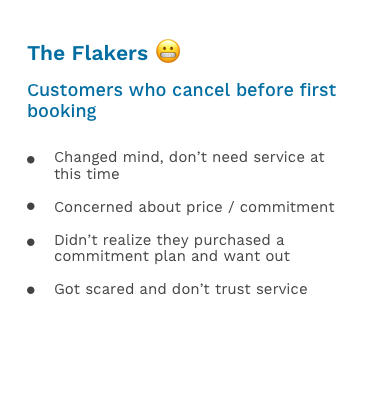 The Flakers 😬
Customers who cancel before first
booking
● Changed mind, don’t need service at
this time
● Concerned about price / commitment
● Didn’t realize they purchased a
commitment plan and want out
● Got scared and don’t trust service